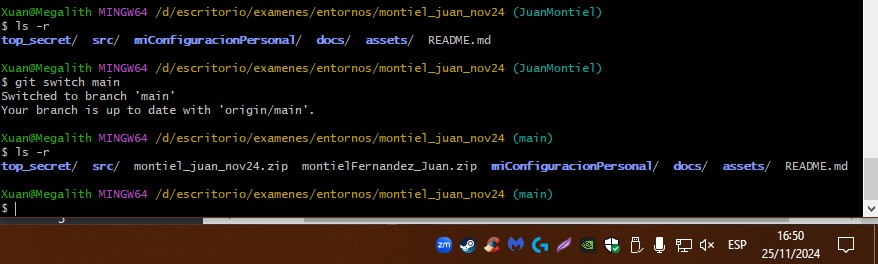 Xuan@Megalith MINGW64 /d/escritorio/examenes/entornos/montiel_juan_nov24 (JuanMontiel)
$ ls -r
top_secret/  src/  miConfiguracionPersonal/  docs/  assets/  README.md
Xuan@Megalith MINGW64 /d/escritorio/examenes/entornos/montiel_juan_nov24 (JuanMontiel)
$ git switch main
Switched to branch 'main'
Your branch is up to date with 'origin/main'.
Xuan@Megalith MINGW64 /d/escritorio/examenes/entornos/montiel_juan_nov24 (main)
$ ls -r
top_secret/  src/  montiel_juan_nov24.zip  montielFernandez_Juan.zip  miConfiguracionPersonal/  docs/  assets/  README.md
Xuan@Megalith MINGW64 /d/escritorio/examenes/entornos/montiel_juan_nov24 (main)
$
zm ESP 16:50
25/11/2024